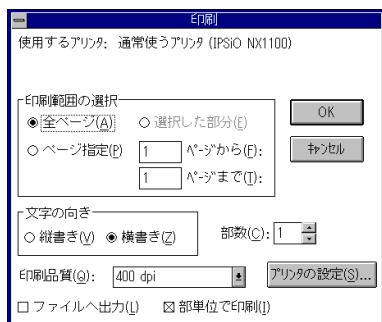 印刷
使用するプリンタ: 通常使うプリンタ (IPSiO NX1100)
印刷範囲の選択
全ページ(A) 選択した部分(E)
ページ指定(P) 1 ページから(F):
1 ページまで(T):
OK
キャンセル
文字の向き
縦書き(V) 横書き(Z)
部数(C): 1
印刷品質(Q): 400 dpi
プリンタの設定(S)...
ファイルへ出力(L) 部単位で印刷(I)